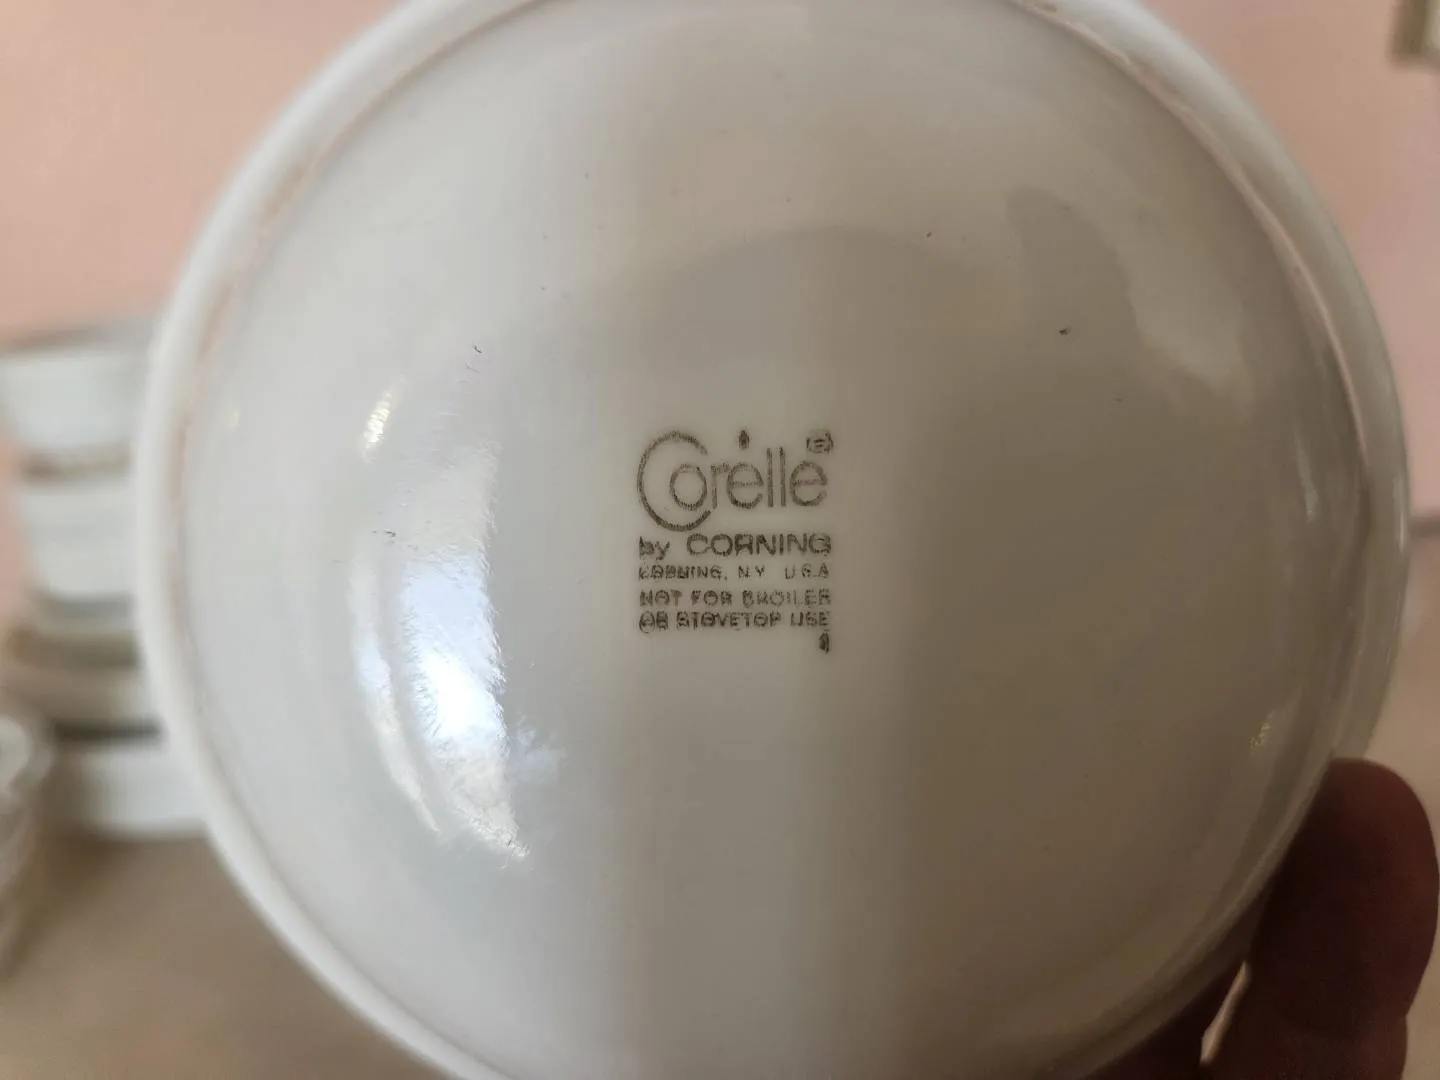 Corelle®
by CORNING
CORNING, N.Y. U.S.A
NOT FOR BROILER
OR STOVETOP USE